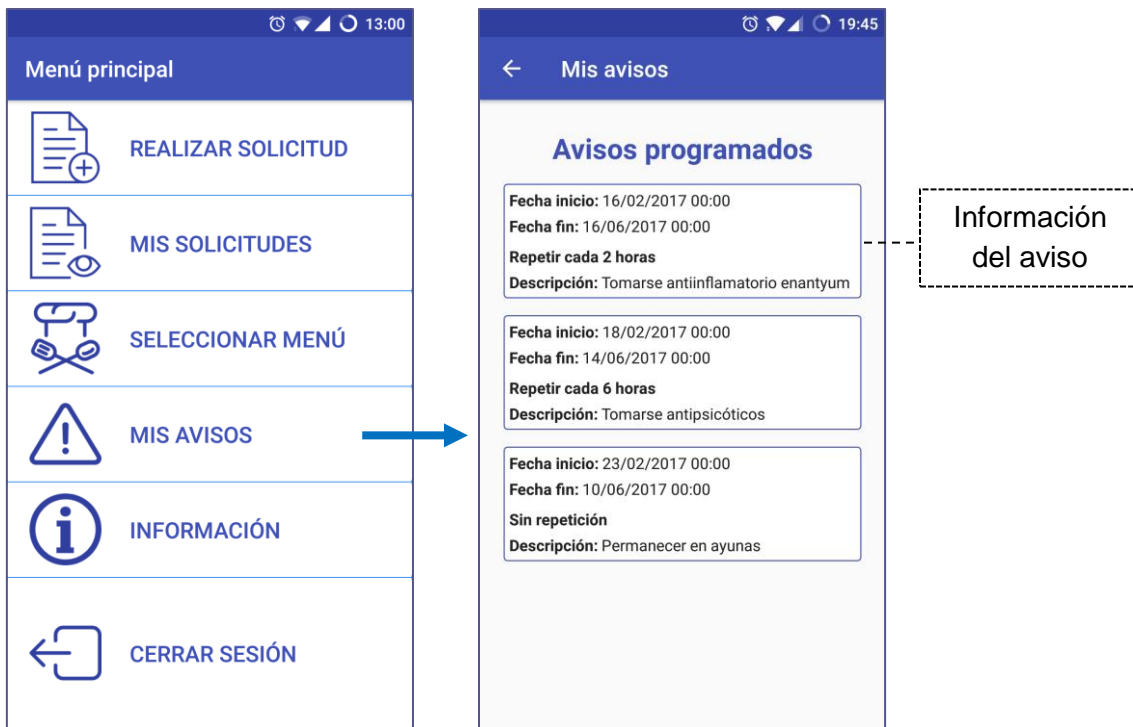 13:00
Menú principal
REALIZAR SOLICITUD
MIS SOLICITUDES
SELECCIONAR MENÚ
MIS AVISOS
INFORMACIÓN
CERRAR SESIÓN
19:45
Mis avisos
Avisos programados
Fecha inicio: 16/02/2017 00:00
Fecha fin: 16/06/2017 00:00
Repetir cada 2 horas
Descripción: Tomarse antiinflamatorio enantyum
Fecha inicio: 18/02/2017 00:00
Fecha fin: 14/06/2017 00:00
Repetir cada 6 horas
Descripción: Tomarse antipsicóticos
Fecha inicio: 23/02/2017 00:00
Fecha fin: 10/06/2017 00:00
Sin repetición
Descripción: Permanecer en ayunas
Información
del aviso